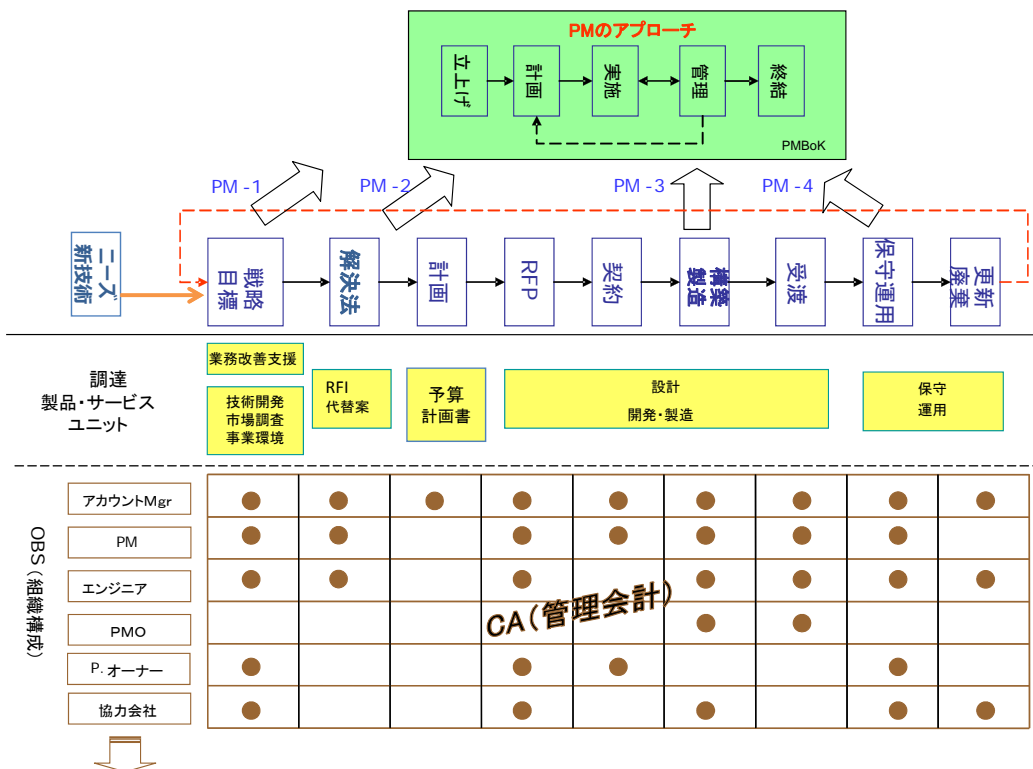 PMのアプローチ
立上げ
計画
実施
管理
終結
PMBoK
PM -1
PM -2
PM -3
PM -4
ニーズ
新技術
戦略
目標
解決法
計画
RFP
契約
構築
製造
受渡
保守運用
更新
廃棄
調達
製品・サービス
ユニット
業務改善支援
技術開発
市場調査
事業環境
RFI
代替案
予算
計画書
設計
開発・製造
保守
運用
OBS(組織構成)
アカウントMgr
PM
エンジニア
PMO
P. オーナー
協力会社
CA(管理会計)